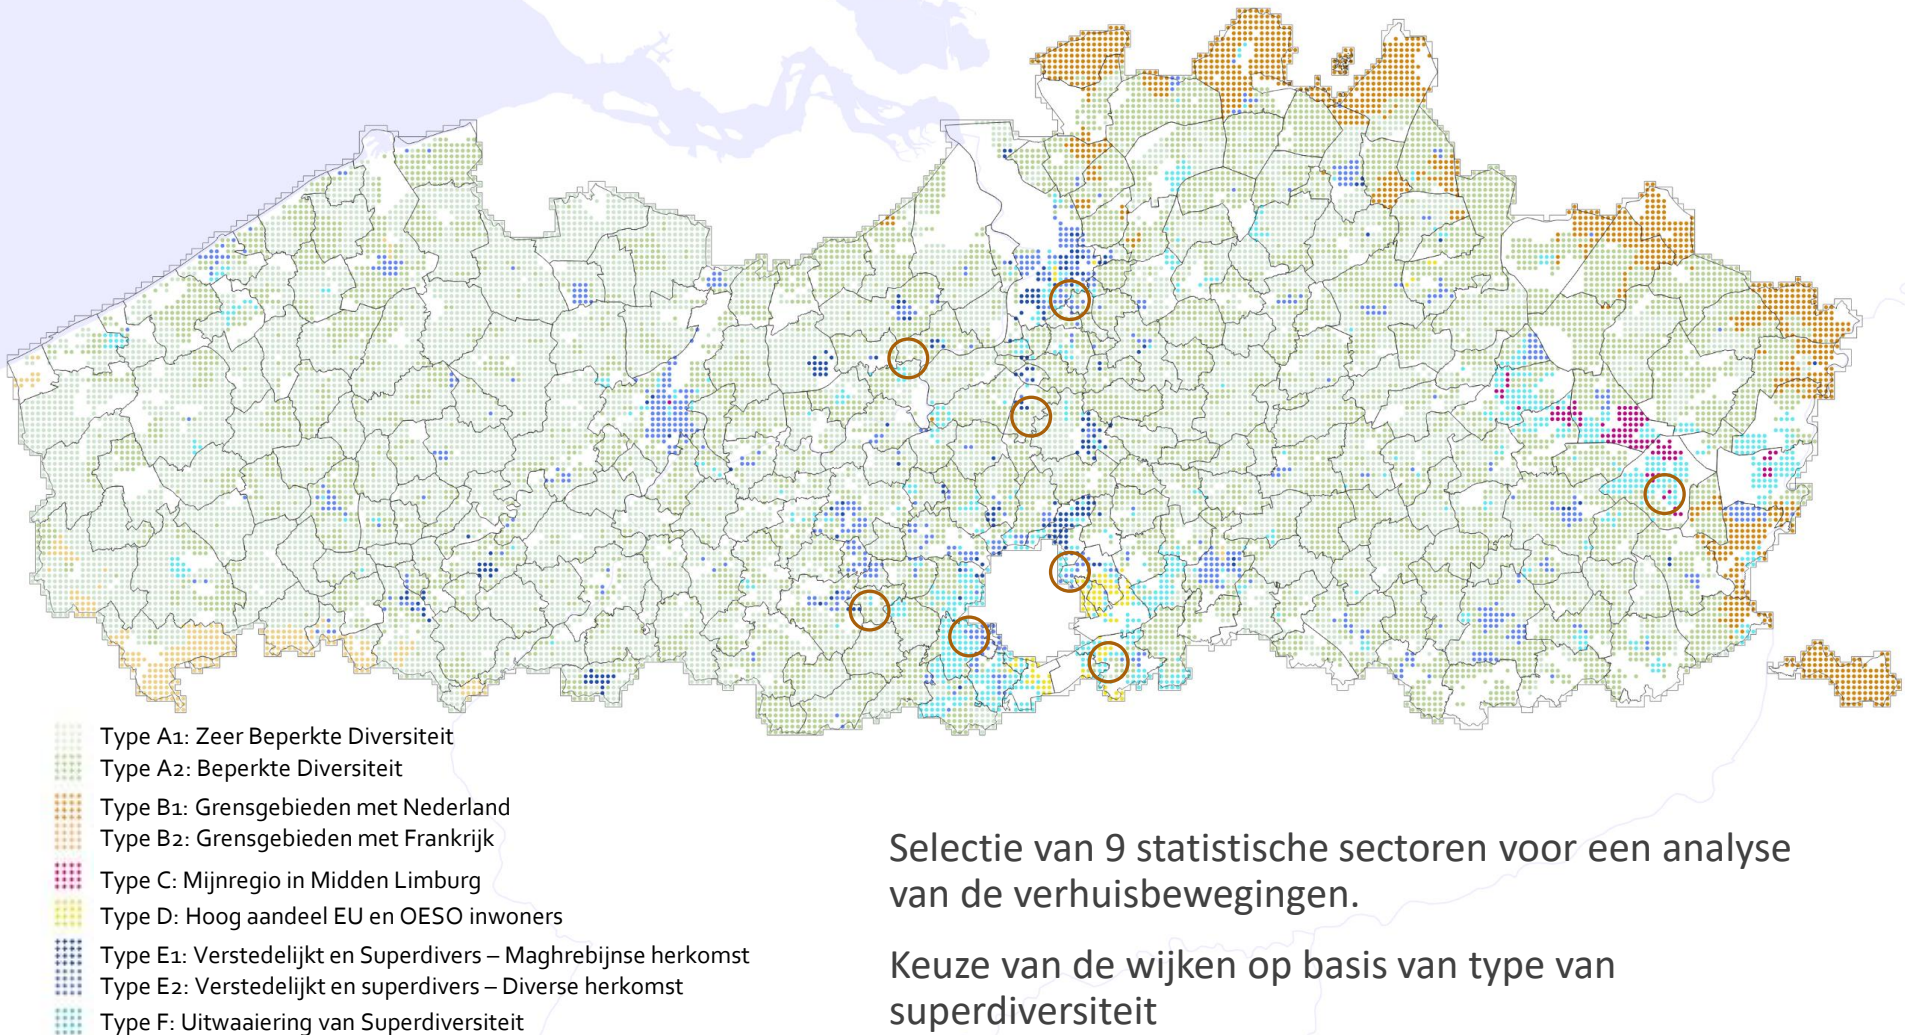 Type A1: Zeer Beperkte Diversiteit
Type A2: Beperkte Diversiteit
Type B1: Grensgebieden met Nederland
Type B2: Grensgebieden met Frankrijk
Type C: Mijnregio in Midden Limburg
Type D: Hoog aandeel EU en OESO inwoners
Type E1: Verstedelijkt en Superdivers – Maghrebijnse herkomst
Type E2: Verstedelijkt en superdivers – Diverse herkomst
Type F: Uitwaaiering van Superdiversiteit
Selectie van 9 statistische sectoren voor een analyse
van de verhuisbewegingen.
Keuze van de wijken op basis van type van
superdiversiteit